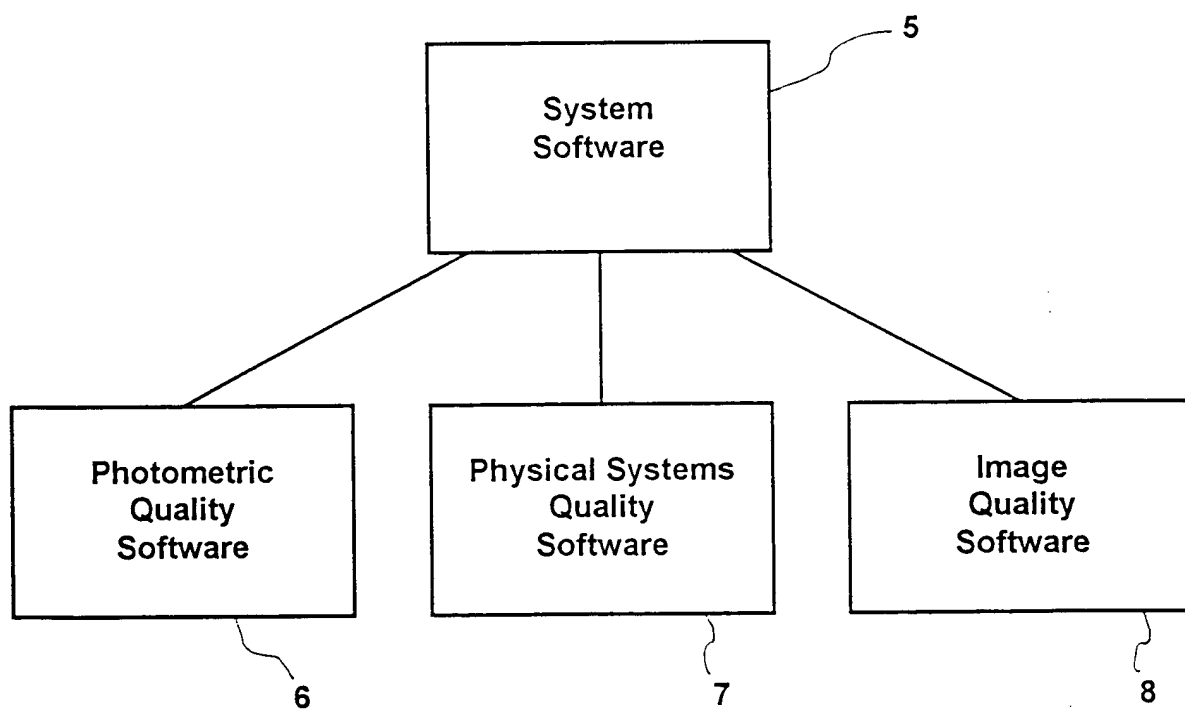 5
System
Software
Photometric
Quality
Software
Physical Systems
Quality
Software
Image
Quality
Software
6
7
8